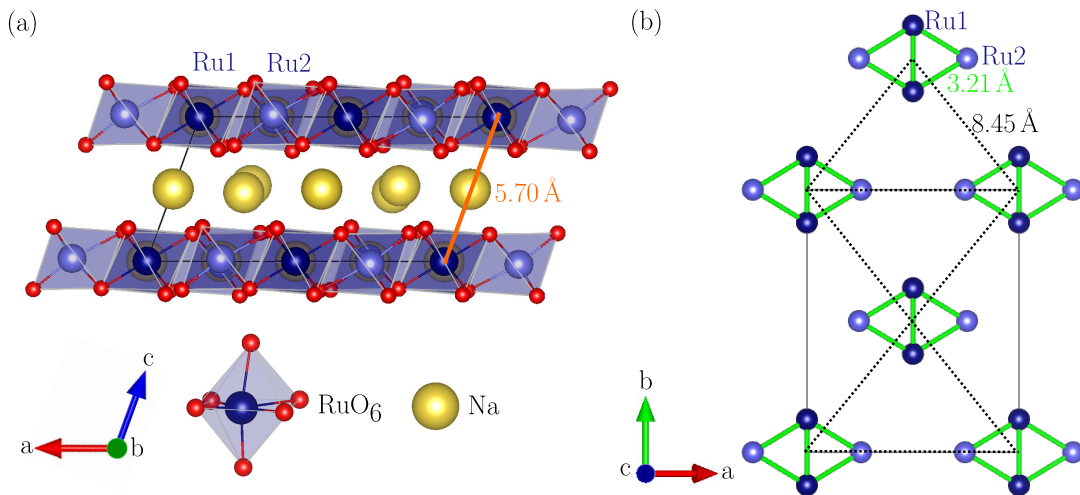 (a)
Ru1 Ru2
5.70 Å
c
a
b
RuO₆
Na
(b)
Ru1
Ru2
3.21 Å
8.45 Å
b
c
a